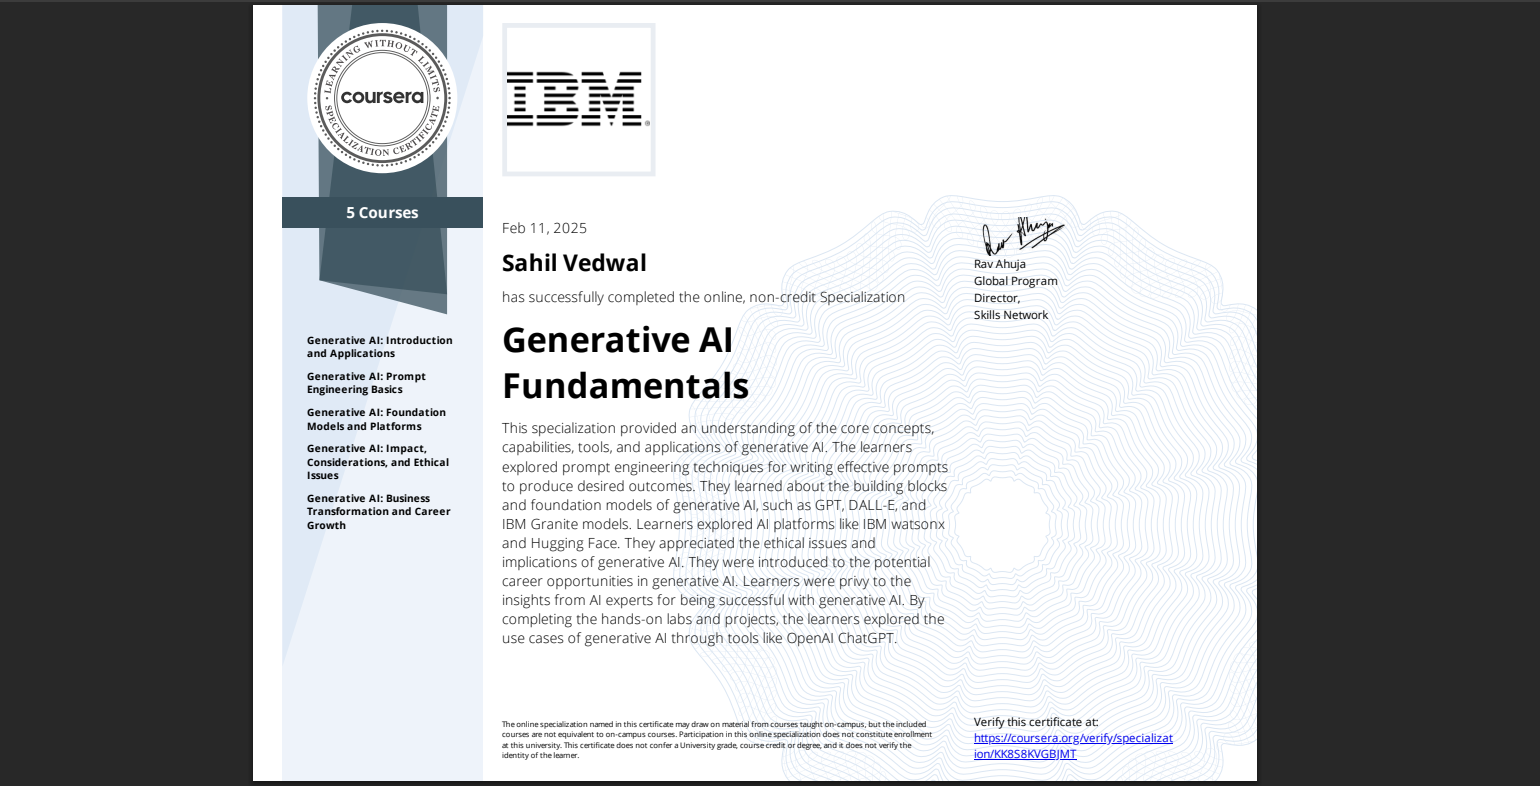 LEARNING WITHOUT LIMITS
coursera
SPECIALIZATION CERTIFICATE
5 Courses
Generative AI: Introduction
and Applications
Generative AI: Prompt
Engineering Basics
Generative AI: Foundation
Models and Platforms
Generative AI: Impact,
Considerations, and Ethical
Issues
Generative AI: Business
Transformation and Career
Growth
IBM®
Feb 11, 2025
Sahil Vedwal
has successfully completed the online, non-credit Specialization
Generative AI
Fundamentals
This specialization provided an understanding of the core concepts,
capabilities, tools, and applications of generative AI. The learners
explored prompt engineering techniques for writing effective prompts
to produce desired outcomes. They learned about the building blocks
and foundation models of generative AI, such as GPT, DALL-E, and
IBM Granite models. Learners explored AI platforms like IBM watsonx
and Hugging Face. They appreciated the ethical issues and
implications of generative AI. They were introduced to the potential
career opportunities in generative AI. Learners were privy to the
insights from AI experts for being successful with generative AI. By
completing the hands-on labs and projects, the learners explored the
use cases of generative AI through tools like OpenAI ChatGPT.
The online specialization named in this certificate may draw on material from courses taught on-campus, but the included
courses are not equivalent to on-campus courses. Participation in this online specialization does not constitute enrollment
at this university. This certificate does not confer a University grade, course credit or degree, and it does not verify the
identity of the learner.
Rav Ahuja
Rav Ahuja
Global Program
Director,
Skills Network
Verify this certificate at:
https://coursera.org/verify/specializat
ion/KK8S8KVGBJMT